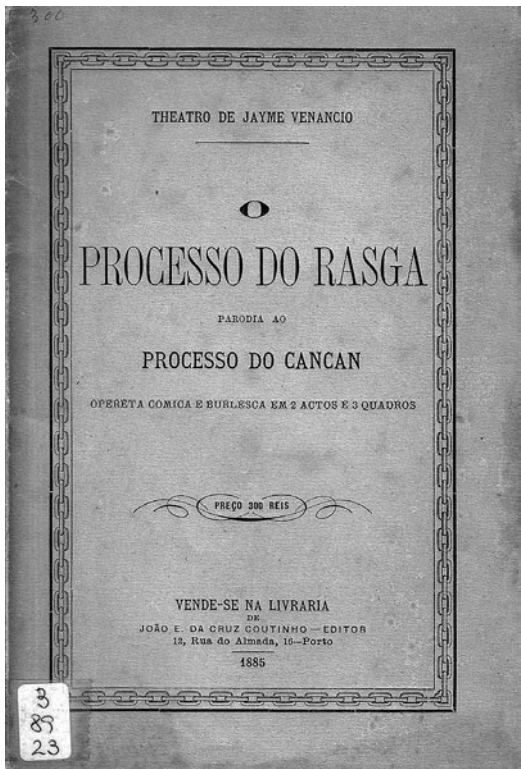 300
THEATRO DE JAYME VENANCIO
O
PROCESSO DO RASGA
PARODIA AO
PROCESSO DO CANCAN
OPERETA COMICA E BURLESCA EM 2 ACTOS E 3 QUADROS
PREÇO 300 REIS
VENDE-SE NA LIVRARIA
DE
JOÃO E. DA CRUZ COUTINHO—EDITOR
12, Rua do Almada, 16—Porto
1885
3
89
23